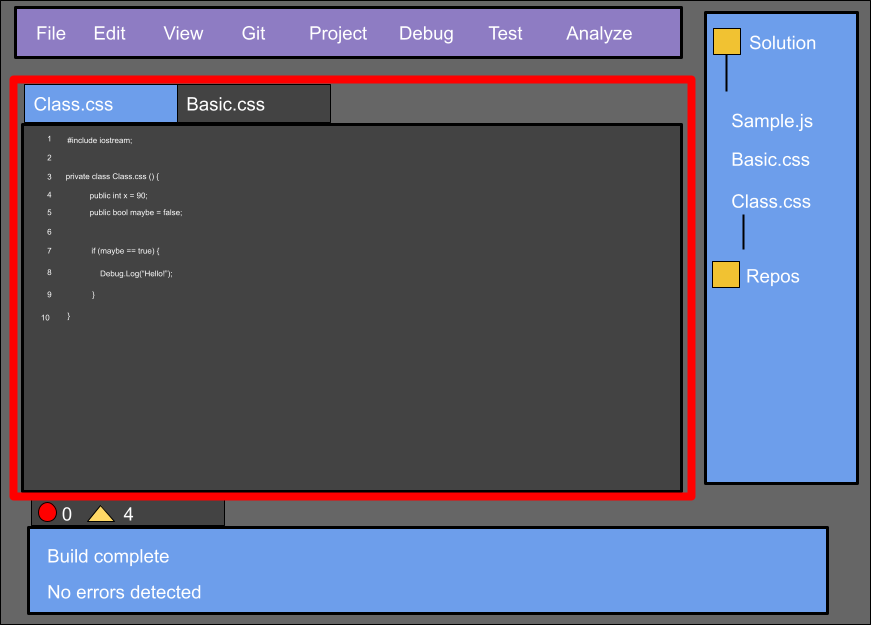 File Edit View Git Project Debug Test Analyze
Class.css Basic.css
1 #include iostream;
2
3 private class Class.css () {
4 public int x = 90;
5 public bool maybe = false;
6
7 if (maybe == true) {
8 Debug.Log("Hello!");
9 }
10 }
0 4
Build complete
No errors detected
Solution
Sample.js
Basic.css
Class.css
Repos